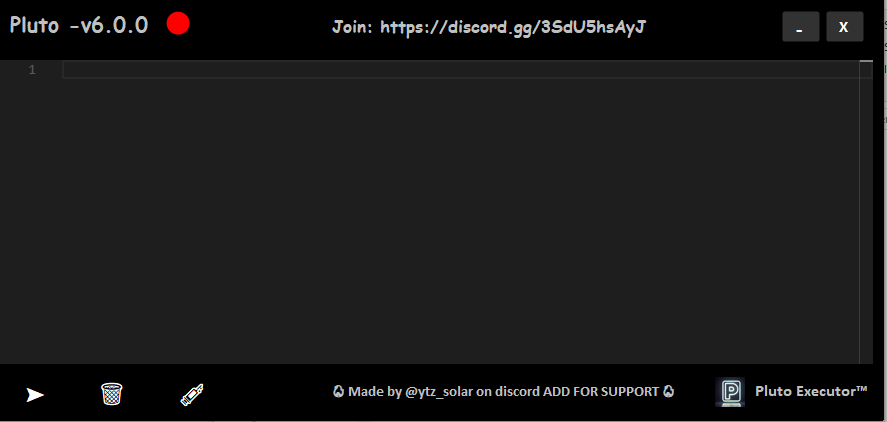 Pluto -v6.0.0
Join: https://discord.gg/3SdU5hsAyJ
-
X
1
Made by @ytz_solar on discord ADD FOR SUPPORT
P
Pluto Executor™